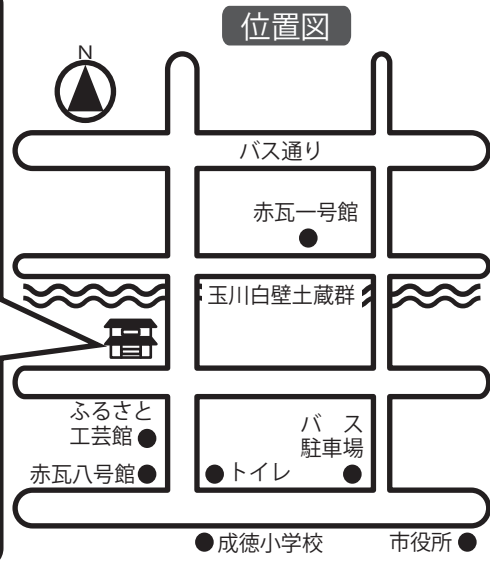 位置図
N
バス通り
赤瓦一号館
玉川白壁土蔵群
ふるさと
工芸館
赤瓦八号館
バス
駐車場
トイレ
成徳小学校
市役所